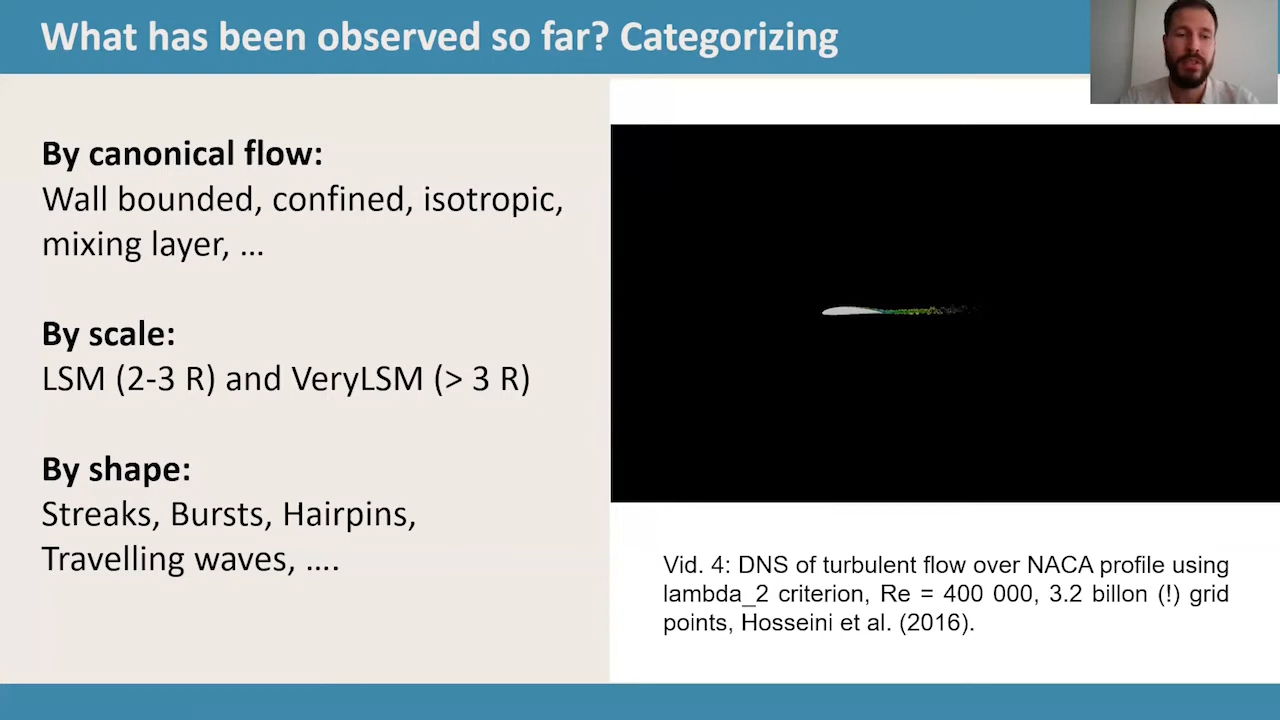 What has been observed so far? Categorizing
By canonical flow:
Wall bounded, confined, isotropic,
mixing layer, ...
By scale:
LSM (2-3 R) and VeryLSM (> 3 R)
By shape:
Streaks, Bursts, Hairpins,
Travelling waves, ....
Vid. 4: DNS of turbulent flow over NACA profile using
lambda_2 criterion, Re = 400 000, 3.2 billon (!) grid
points, Hosseini et al. (2016).